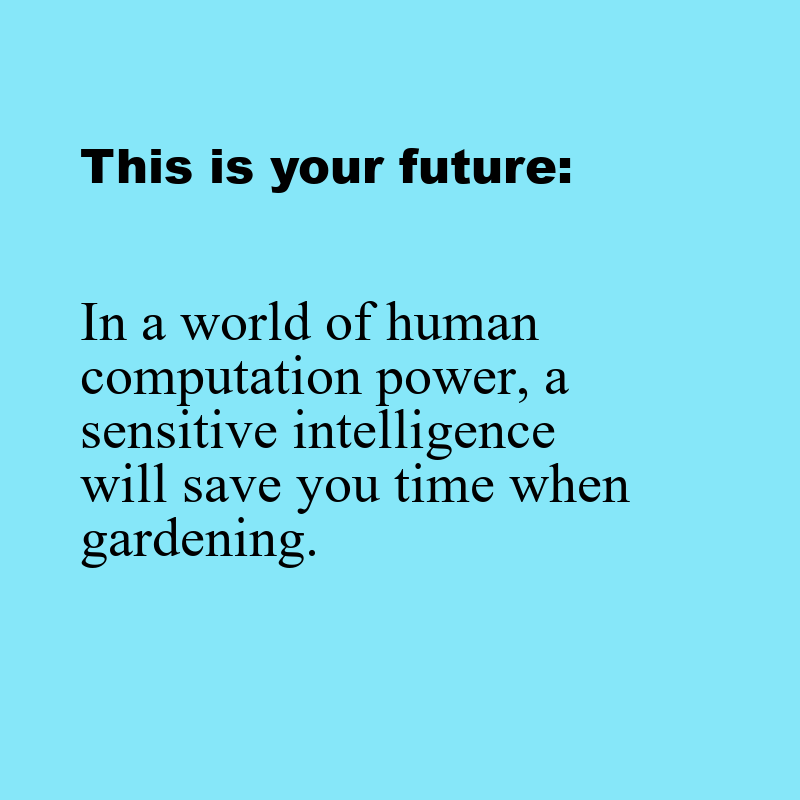 This is your future:
In a world of human
computation power, a
sensitive intelligence
will save you time when
gardening.